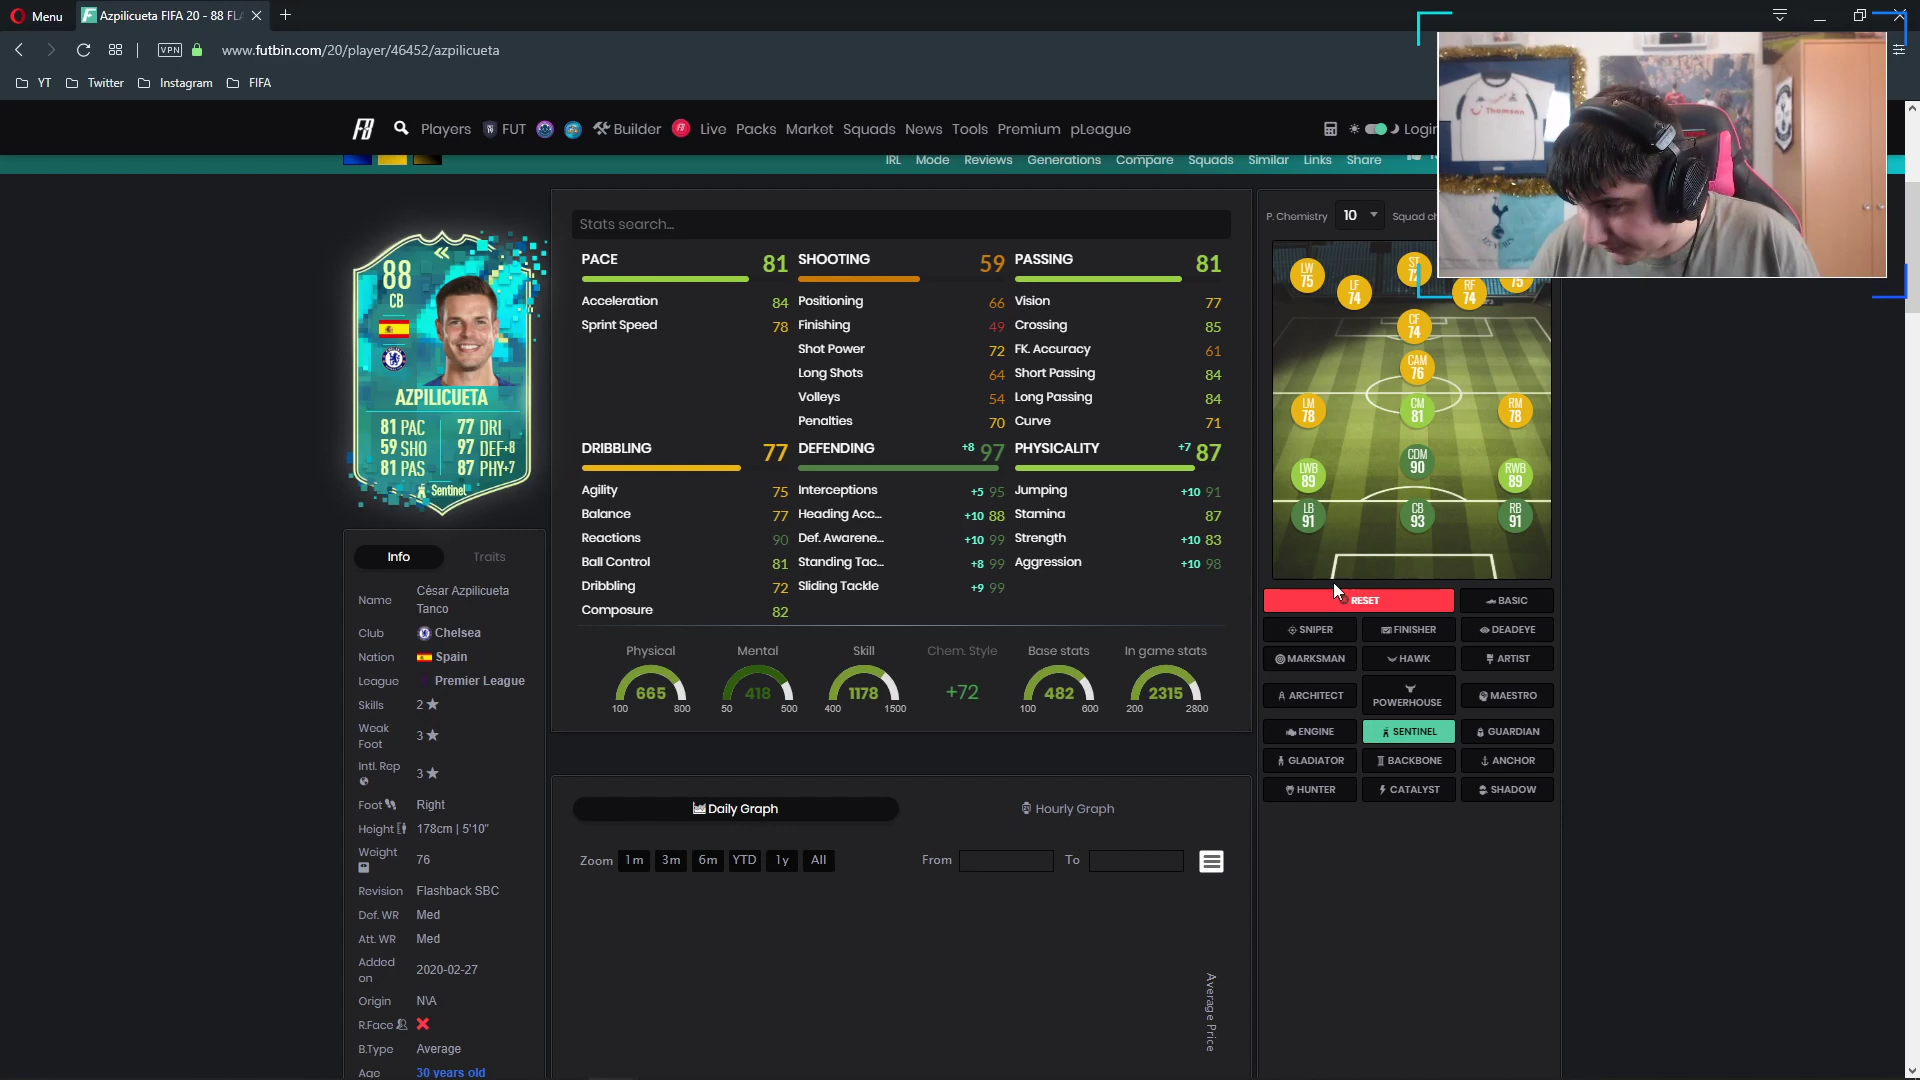 Menu
Azpilicueta FIFA 20 - 88 FLA
VPN
www.futbin.com/20/player/46452/azpilicueta
YT Twitter Instagram FIFA
Players FUT Builder Live Packs Market Squads News Tools Premium pLeague
Login
IRL Mode Reviews Generations Compare Squads Similar Links Share
Thomson
88
CB
AZPILICUETA
81 PAC 77 DRI
59 SHO 97 DEF+8
81 PAS 87 PHY+7
Sentinel
Stats search...
PACE 81 SHOOTING 59 PASSING 81
Acceleration 84 Positioning 66 Vision 77
Sprint Speed 78 Finishing 49 Crossing 85
Shot Power 72 FK. Accuracy 61
Long Shots 64 Short Passing 84
Volleys 54 Long Passing 84
Penalties 70 Curve 71
DRIBBLING 77 DEFENDING +8 97 PHYSICALITY +7 87
Agility 75 Interceptions +5 95 Jumping +10 91
Balance 77 Heading Acc... +10 88 Stamina 87
Reactions 90 Def. Awarene... +10 99 Strength +10 83
Ball Control 81 Standing Tac... +8 99 Aggression +10 98
Dribbling 72 Sliding Tackle +9 99
Composure 82
Physical Mental Skill Chem. Style Base stats In game stats
665 418 1178 +72 482 2315
100 800 50 500 400 1500 100 600 200 2800
Info Traits
Name César Azpilicueta
Tanco
Club Chelsea
Nation Spain
League Premier League
Skills 2
Weak
Foot 3
Intl. Rep 3
Foot Right
Height 178cm | 5'10"
Weight 76
Revision Flashback SBC
Def. WR Med
Att. WR Med
Added
on 2020-02-27
Origin N\A
R.Face
B.Type Average
Age 30 years old
Daily Graph Hourly Graph
Zoom 1m 3m 6m YTD 1y All From To
Average Price
P. Chemistry 10 Squad ch
LW
75
LF
74
ST
RF
74
75
CF
74
CAM
76
LM
78
CM
81
RM
78
LWB
89
CDM
90
RWB
89
LB
91
CB
93
RB
91
RESET BASIC
SNIPER FINISHER DEADEYE
MARKSMAN HAWK ARTIST
ARCHITECT POWERHOUSE MAESTRO
ENGINE SENTINEL GUARDIAN
GLADIATOR BACKBONE ANCHOR
HUNTER CATALYST SHADOW